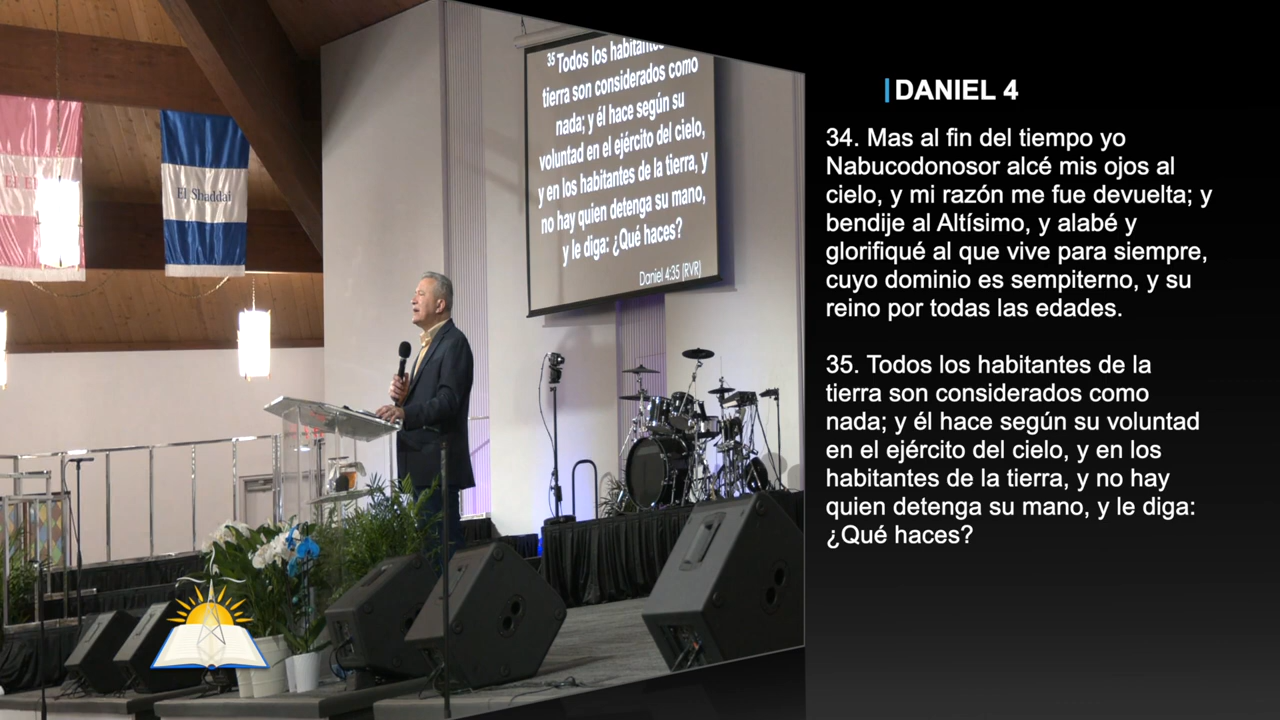 El
El Shaddai
35 Todos los habitantes
tierra son considerados como
nada; y él hace según su
voluntad en el ejército del cielo,
y en los habitantes de la tierra, y
no hay quien detenga su mano,
y le diga: ¿Qué haces?
Daniel 4:35 (RVR)
DANIEL 4
34. Mas al fin del tiempo yo
Nabucodonosor alcé mis ojos al
cielo, y mi razón me fue devuelta; y
bendije al Altísimo, y alabé y
glorifiqué al que vive para siempre,
cuyo dominio es sempiterno, y su
reino por todas las edades.
35. Todos los habitantes de la
tierra son considerados como
nada; y él hace según su voluntad
en el ejército del cielo, y en los
habitantes de la tierra, y no hay
quien detenga su mano, y le diga:
¿Qué haces?